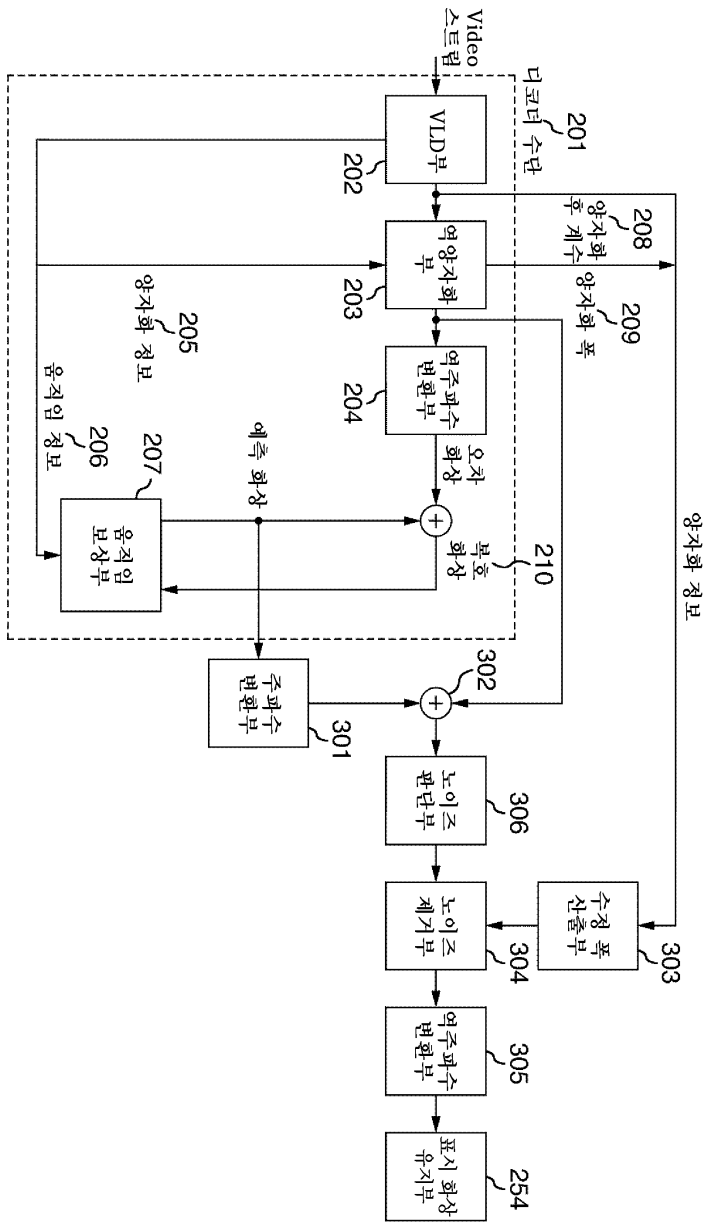 Video
스트림
디코더 수단
201
VLD부
202
208
양자화
후 계수
역양자화
부
203
209
양자화 폭
역주파수
변환부
204
205
양자화 정보
206
움직임 정보
207
움직임
보상부
예측 화상
오차
화상
+
복호
화상
210
양자화 정보
주파수
변환부
301
302
+
노이즈
판단부
306
수정 폭
산출부
303
노이즈
제거부
304
역주파수
변환부
305
표시 화상
유지부
254